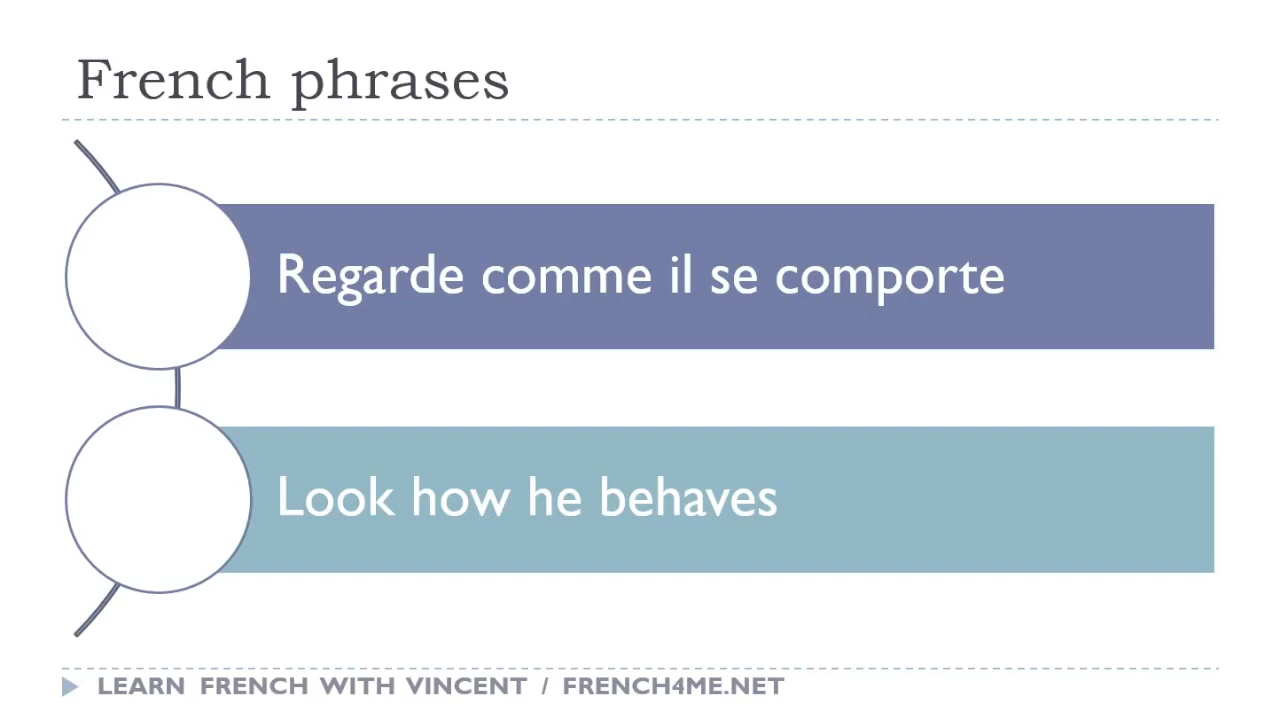 French phrases
Regarde comme il se comporte
Look how he behaves
LEARN FRENCH WITH VINCENT / FRENCH4ME.NET